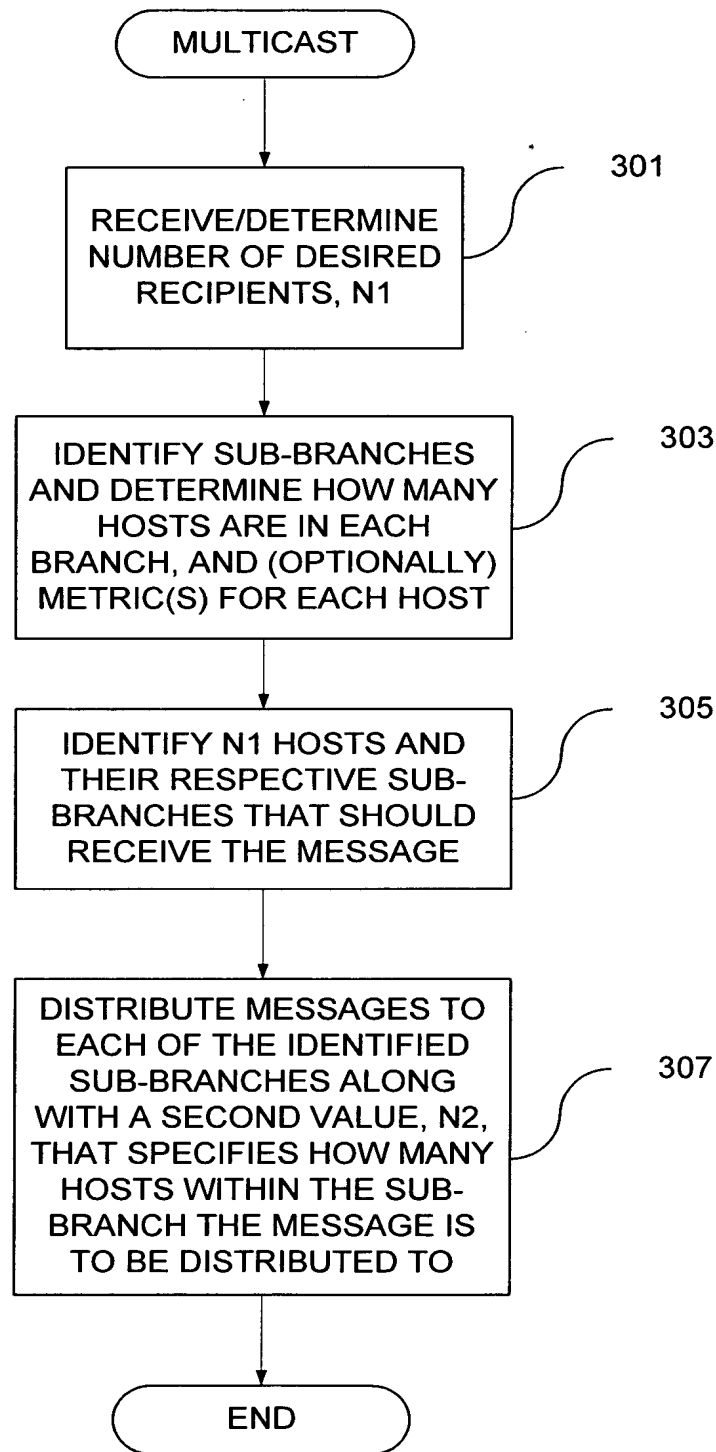 MULTICAST
301
RECEIVE/DETERMINE
NUMBER OF DESIRED
RECIPIENTS, N1
303
IDENTIFY SUB-BRANCHES
AND DETERMINE HOW MANY
HOSTS ARE IN EACH
BRANCH, AND (OPTIONALLY)
METRIC(S) FOR EACH HOST
305
IDENTIFY N1 HOSTS AND
THEIR RESPECTIVE SUB-
BRANCHES THAT SHOULD
RECEIVE THE MESSAGE
307
DISTRIBUTE MESSAGES TO
EACH OF THE IDENTIFIED
SUB-BRANCHES ALONG
WITH A SECOND VALUE, N2,
THAT SPECIFIES HOW MANY
HOSTS WITHIN THE SUB-
BRANCH THE MESSAGE IS
TO BE DISTRIBUTED TO
END